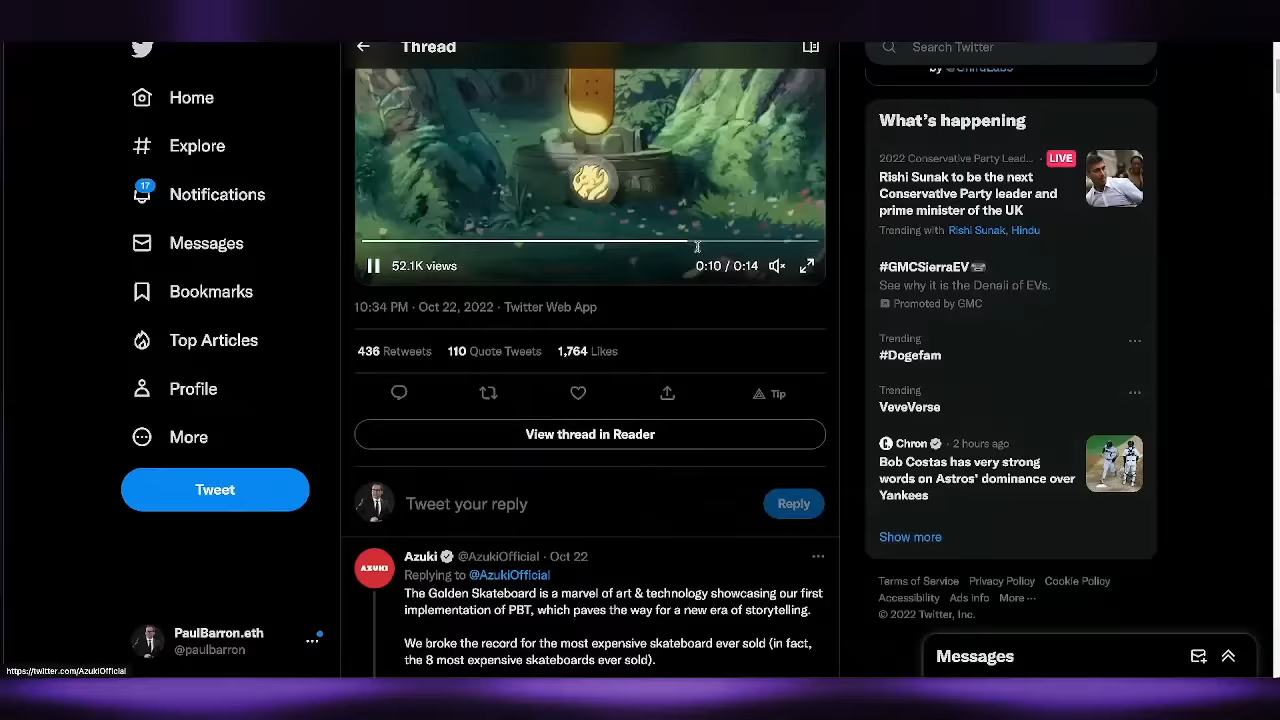 Home
Explore
17
Notifications
Messages
Bookmarks
Top Articles
Profile
More
Tweet
PaulBarron.eth
@paulbarron
...
https://twitter.com/AzukiOfficial
Thread
52.1K views
0:10 / 0:14
10:34 PM · Oct 22, 2022 · Twitter Web App
436 Retweets 110 Quote Tweets 1,764 Likes
Tip
View thread in Reader
Tweet your reply
Reply
AZUKI
Azuki @AzukiOfficial · Oct 22
...
Replying to @AzukiOfficial
The Golden Skateboard is a marvel of art & technology showcasing our first
implementation of PBT, which paves the way for a new era of storytelling.
We broke the record for the most expensive skateboard ever sold (in fact,
the 8 most expensive skateboards ever sold).
Search Twitter
by @ChiruLabs
What's happening
2022 Conservative Party Lead... · LIVE
Rishi Sunak to be the next
Conservative Party leader and
prime minister of the UK
Trending with Rishi Sunak, Hindu
#GMCSierraEV
See why it is the Denali of EVs.
Promoted by GMC
Trending
...
#Dogefam
Trending
...
VeveVerse
Chron · 2 hours ago
Bob Costas has very strong
words on Astros' dominance over
Yankees
Show more
Terms of Service Privacy Policy Cookie Policy
Accessibility Ads info More ...
© 2022 Twitter, Inc.
Messages